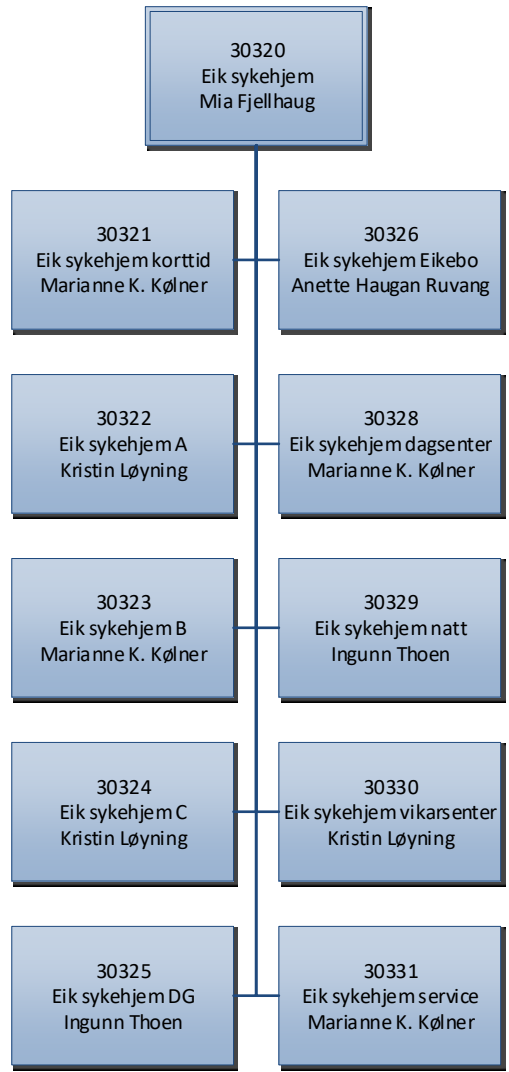 30320
Eik sykehjem
Mia Fjellhaug
30321
Eik sykehjem korttid
Marianne K. Kølner
30326
Eik sykehjem Eikebo
Anette Haugan Ruvang
30322
Eik sykehjem A
Kristin Løyning
30328
Eik sykehjem dagsenter
Marianne K. Kølner
30323
Eik sykehjem B
Marianne K. Kølner
30329
Eik sykehjem natt
Ingunn Thoen
30324
Eik sykehjem C
Kristin Løyning
30330
Eik sykehjem vikarsenter
Kristin Løyning
30325
Eik sykehjem DG
Ingunn Thoen
30331
Eik sykehjem service
Marianne K. Kølner